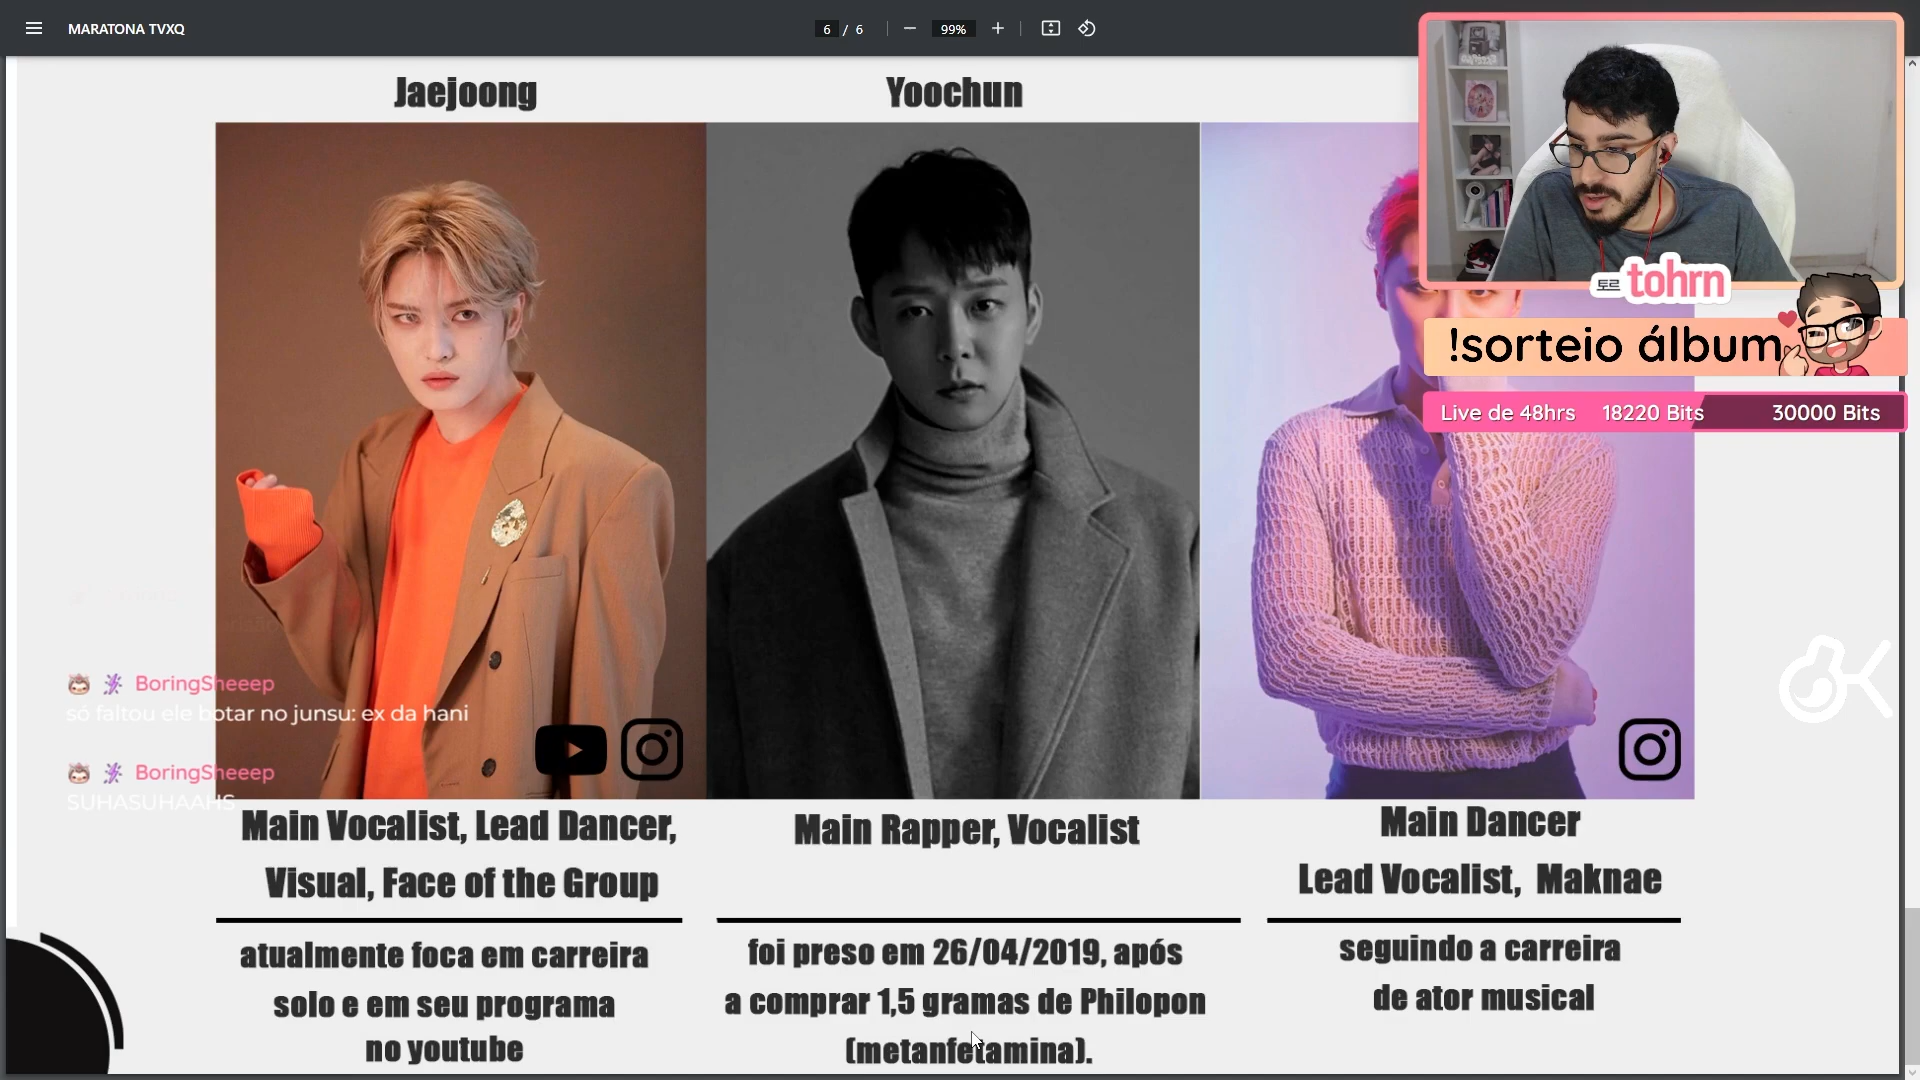 MARATONA TVXQ
6 / 6
99%
Jaejoong
Yoochun
토르 tohrn
!sorteio álbum
Live de 48hrs 18220 Bits 30000 Bits
BoringSheeep
só faltou ele botar no junsu: ex da hani
BoringSheeep
SUHASUHAAHS
Main Vocalist, Lead Dancer,
Visual, Face of the Group
atualmente foca em carreira
solo e em seu programa
no youtube
Main Rapper, Vocalist
foi preso em 26/04/2019, após
a comprar 1,5 gramas de Philopon
(metanfetamina).
Main Dancer
Lead Vocalist, Maknae
seguindo a carreira
de ator musical